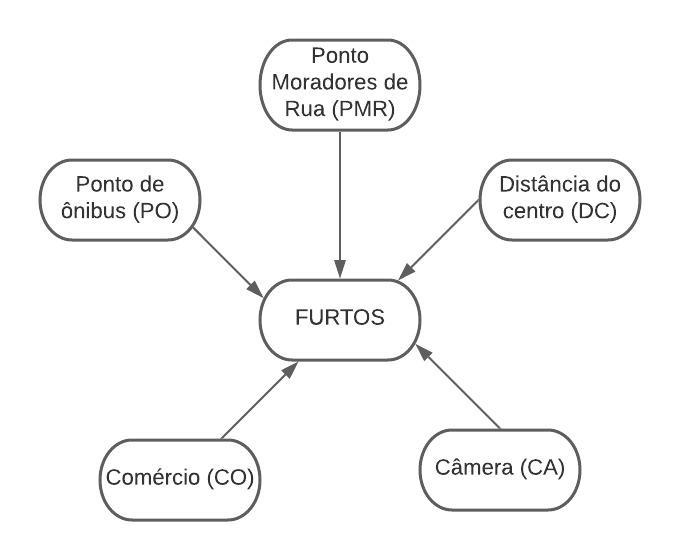 Ponto
Moradores de
Rua (PMR)
Ponto de
ônibus (PO)
Distância do
centro (DC)
FURTOS
Comércio (CO)
Câmera (CA)